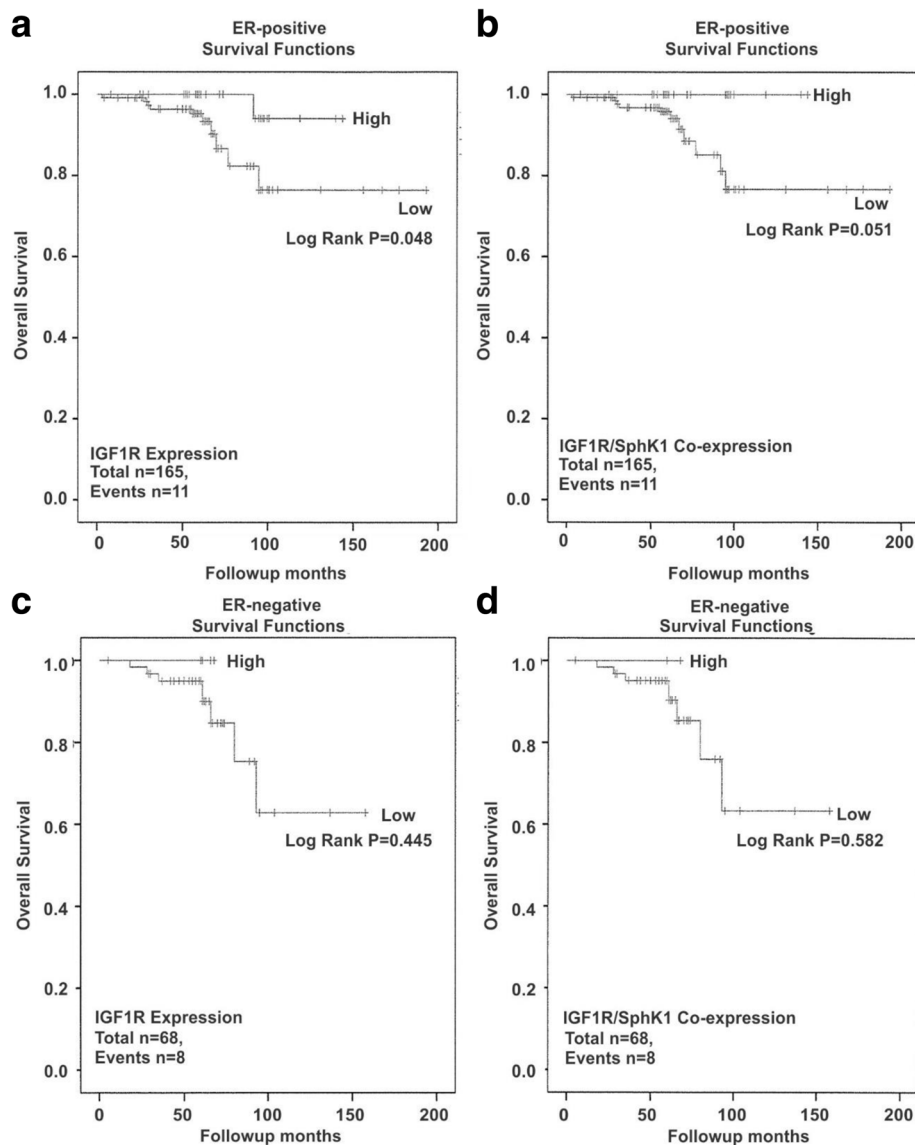 a
ER-positive
Survival Functions
1.0
0.8
0.6
0.4
0.2
0.0
Overall Survival
High
Low
Log Rank P=0.048
IGF1R Expression
Total n=165,
Events n=11
0 50 100 150 200
Followup months
b
ER-positive
Survival Functions
1.0
0.8
0.6
0.4
0.2
0.0
Overall Survival
High
Low
Log Rank P=0.051
IGF1R/SphK1 Co-expression
Total n=165,
Events n=11
0 50 100 150 200
Followup months
c
ER-negative
Survival Functions
1.0
0.8
0.6
0.4
0.2
0.0
Overall Survival
High
Low
Log Rank P=0.445
IGF1R Expression
Total n=68,
Events n=8
0 50 100 150 200
Followup months
d
ER-negative
Survival Functions
1.0
0.8
0.6
0.4
0.2
0.0
Overall Survival
High
Low
Log Rank P=0.582
IGF1R/SphK1 Co-expression
Total n=68,
Events n=8
0 50 100 150 200
Followup months